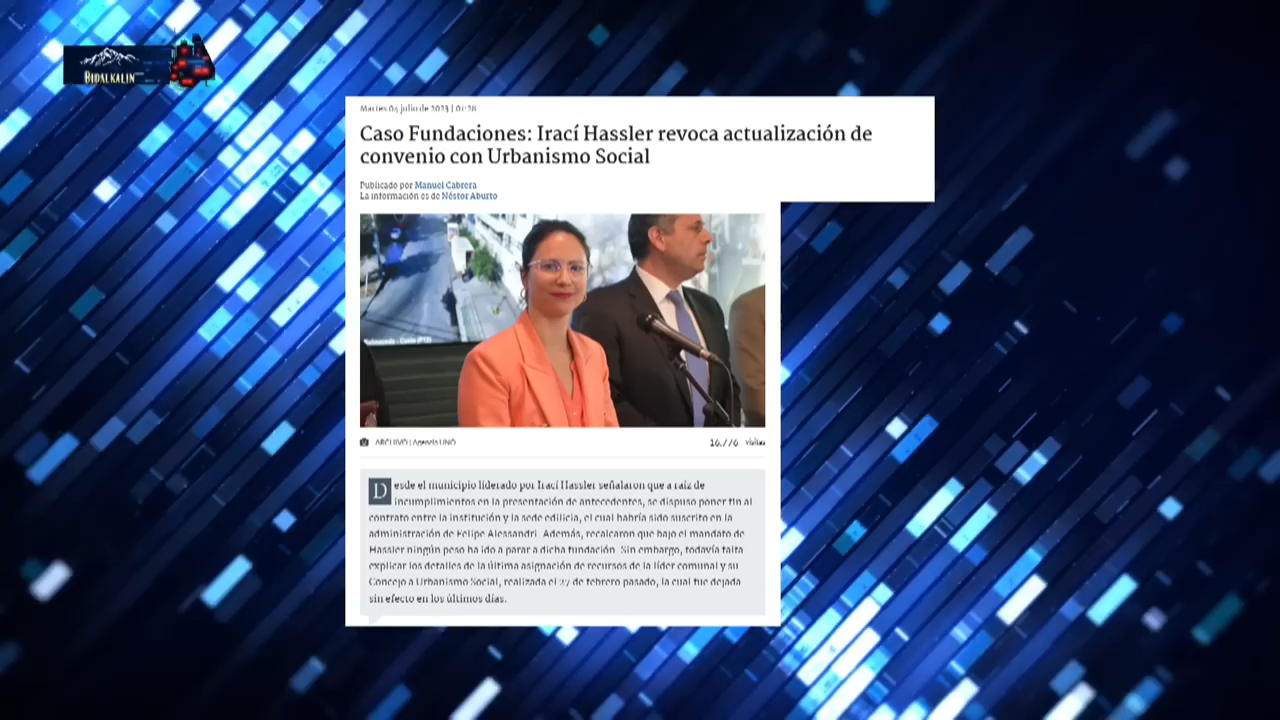 BIDALKALIN
Martes 04 julio de 2023 | 01:28
Caso Fundaciones: Iraci Hassler revoca actualización de
convenio con Urbanismo Social
Publicado por Manuel Cabrera
La información es de Néstor Aburto
ARCHIVO | Agencia UNO
16.776 visitas
Desde el municipio liderado por Iraci Hassler señalaron que a raíz de
incumplimientos en la presentación de antecedentes, se dispuso poner fin al
contrato entre la institución y la sede edilicia, el cual habría sido suscrito en la
administración de Felipe Alessandri. Además, recalcaron que bajo el mandato de
Hassler ningún peso ha ido a parar a dicha fundación. Sin embargo, todavía falta
explicar los detalles de la última asignación de recursos de la líder comunal y su
Concejo a Urbanismo Social, realizada el 27 de febrero pasado, la cual fue dejada
sin efecto en los últimos días.